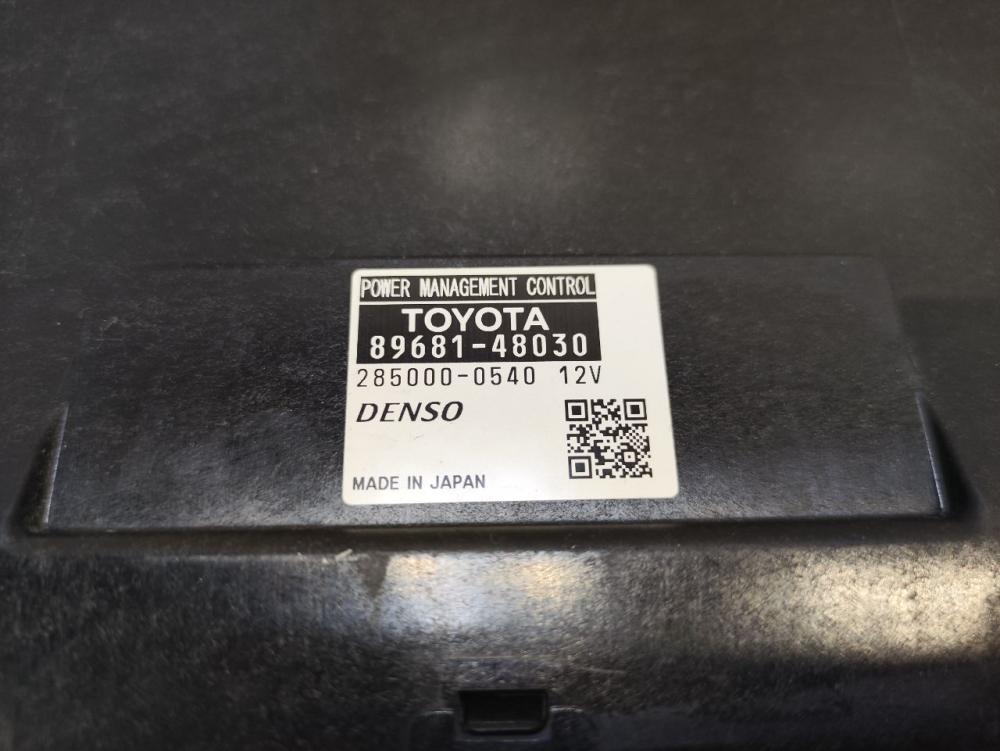 POWER MANAGEMENT CONTROL
TOYOTA
89681-48030
285000-0540 12V
DENSO
MADE IN JAPAN